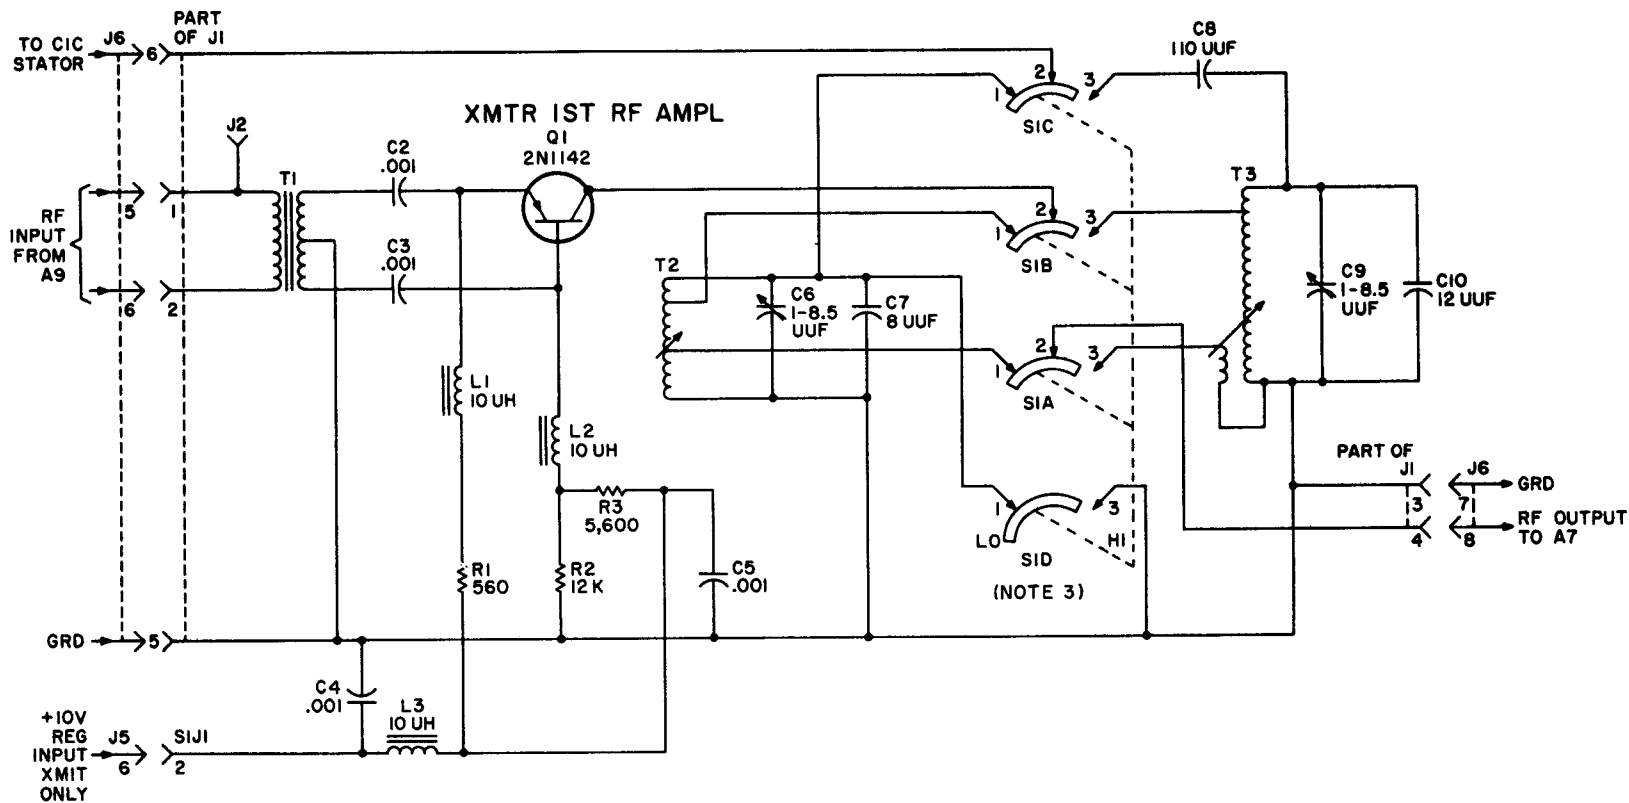 TO C1C
STATOR
J6
6
PART
OF J1
C8
110 UUF
1
2
3
S1C
XMTR 1ST RF AMPL
Q1
2N1142
J2
T1
C2
.001
C3
.001
RF
INPUT
FROM
A9
5
1
6
2
T3
1
2
3
S1B
T2
C6
1-8.5
UUF
C7
8 UUF
C9
1-8.5
UUF
C10
12 UUF
1
2
3
S1A
L1
10 UH
L2
10 UH
R3
5,600
R1
560
R2
12 K
C5
.001
1
3
LO
HI
S1D
(NOTE 3)
PART OF
J1
J6
GRD
3
7
RF OUTPUT
TO A7
4
8
GRD
5
C4
.001
L3
10 UH
+10V
REG
INPUT
XMIT
ONLY
J5
6
S1J1
2